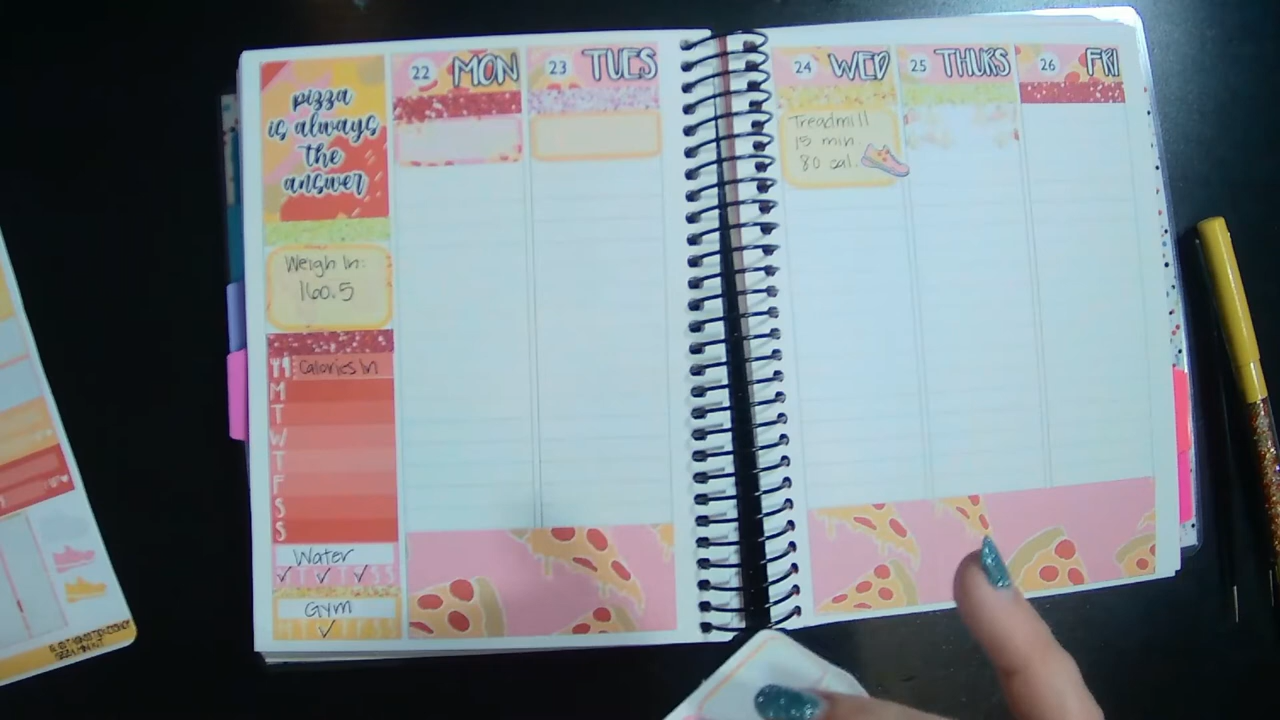 pizza
is always
the
answer
Weigh In:
160.5
Calories In
M
T
W
T
F
S
S
Water
Gym
22 MON
23 TUES
24 WED
Treadmill
15 min
80 cal.
25 THURS
26 FRI